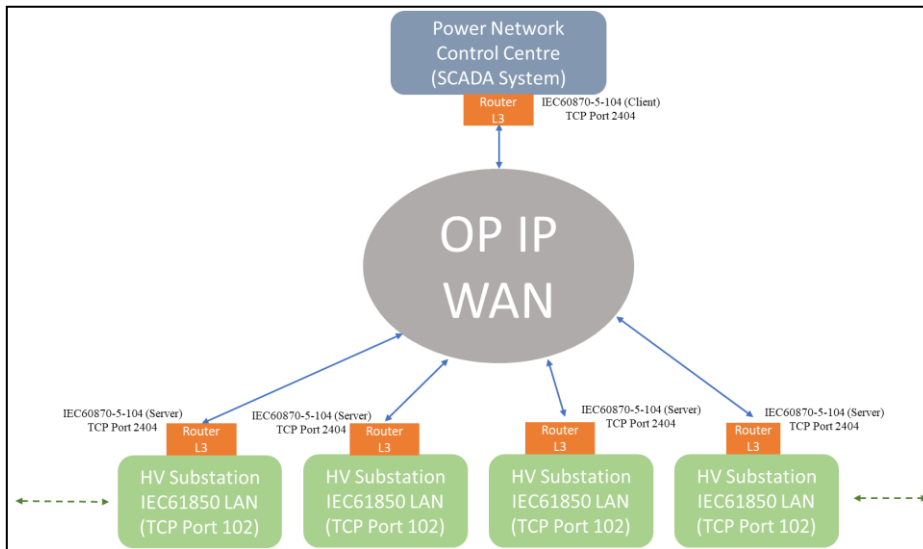 Power Network
Control Centre
(SCADA System)
Router
L3
IEC60870-5-104 (Client)
TCP Port 2404
OP IP
WAN
IEC60870-5-104 (Server)
TCP Port 2404
Router
L3
HV Substation
IEC61850 LAN
(TCP Port 102)
IEC60870-5-104 (Server)
TCP Port 2404
Router
L3
HV Substation
IEC61850 LAN
(TCP Port 102)
IEC60870-5-104 (Server)
TCP Port 2404
Router
L3
HV Substation
IEC61850 LAN
(TCP Port 102)
IEC60870-5-104 (Server)
TCP Port 2404
Router
L3
HV Substation
IEC61850 LAN
(TCP Port 102)